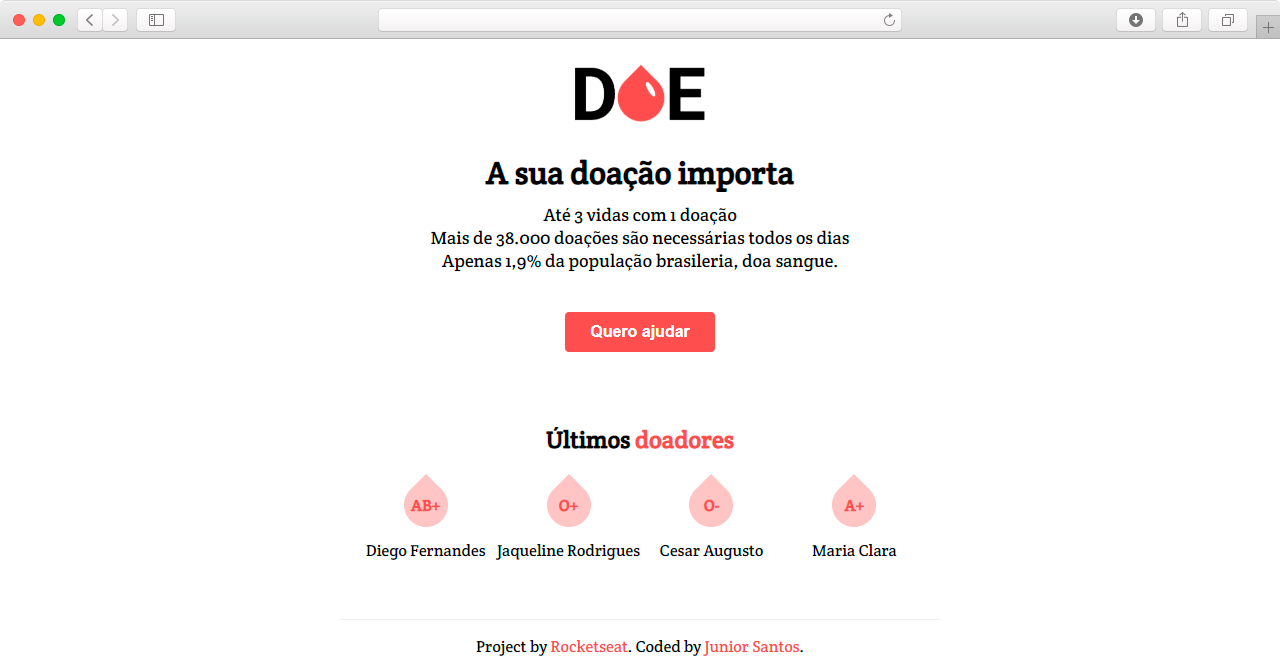 DOE
A sua doação importa
Até 3 vidas com 1 doação
Mais de 38.000 doações são necessárias todos os dias
Apenas 1,9% da população brasileria, doa sangue.
Quero ajudar
Últimos doadores
AB+ O+ O- A+
Diego Fernandes Jaqueline Rodrigues Cesar Augusto Maria Clara
Project by Rocketseat. Coded by Junior Santos.